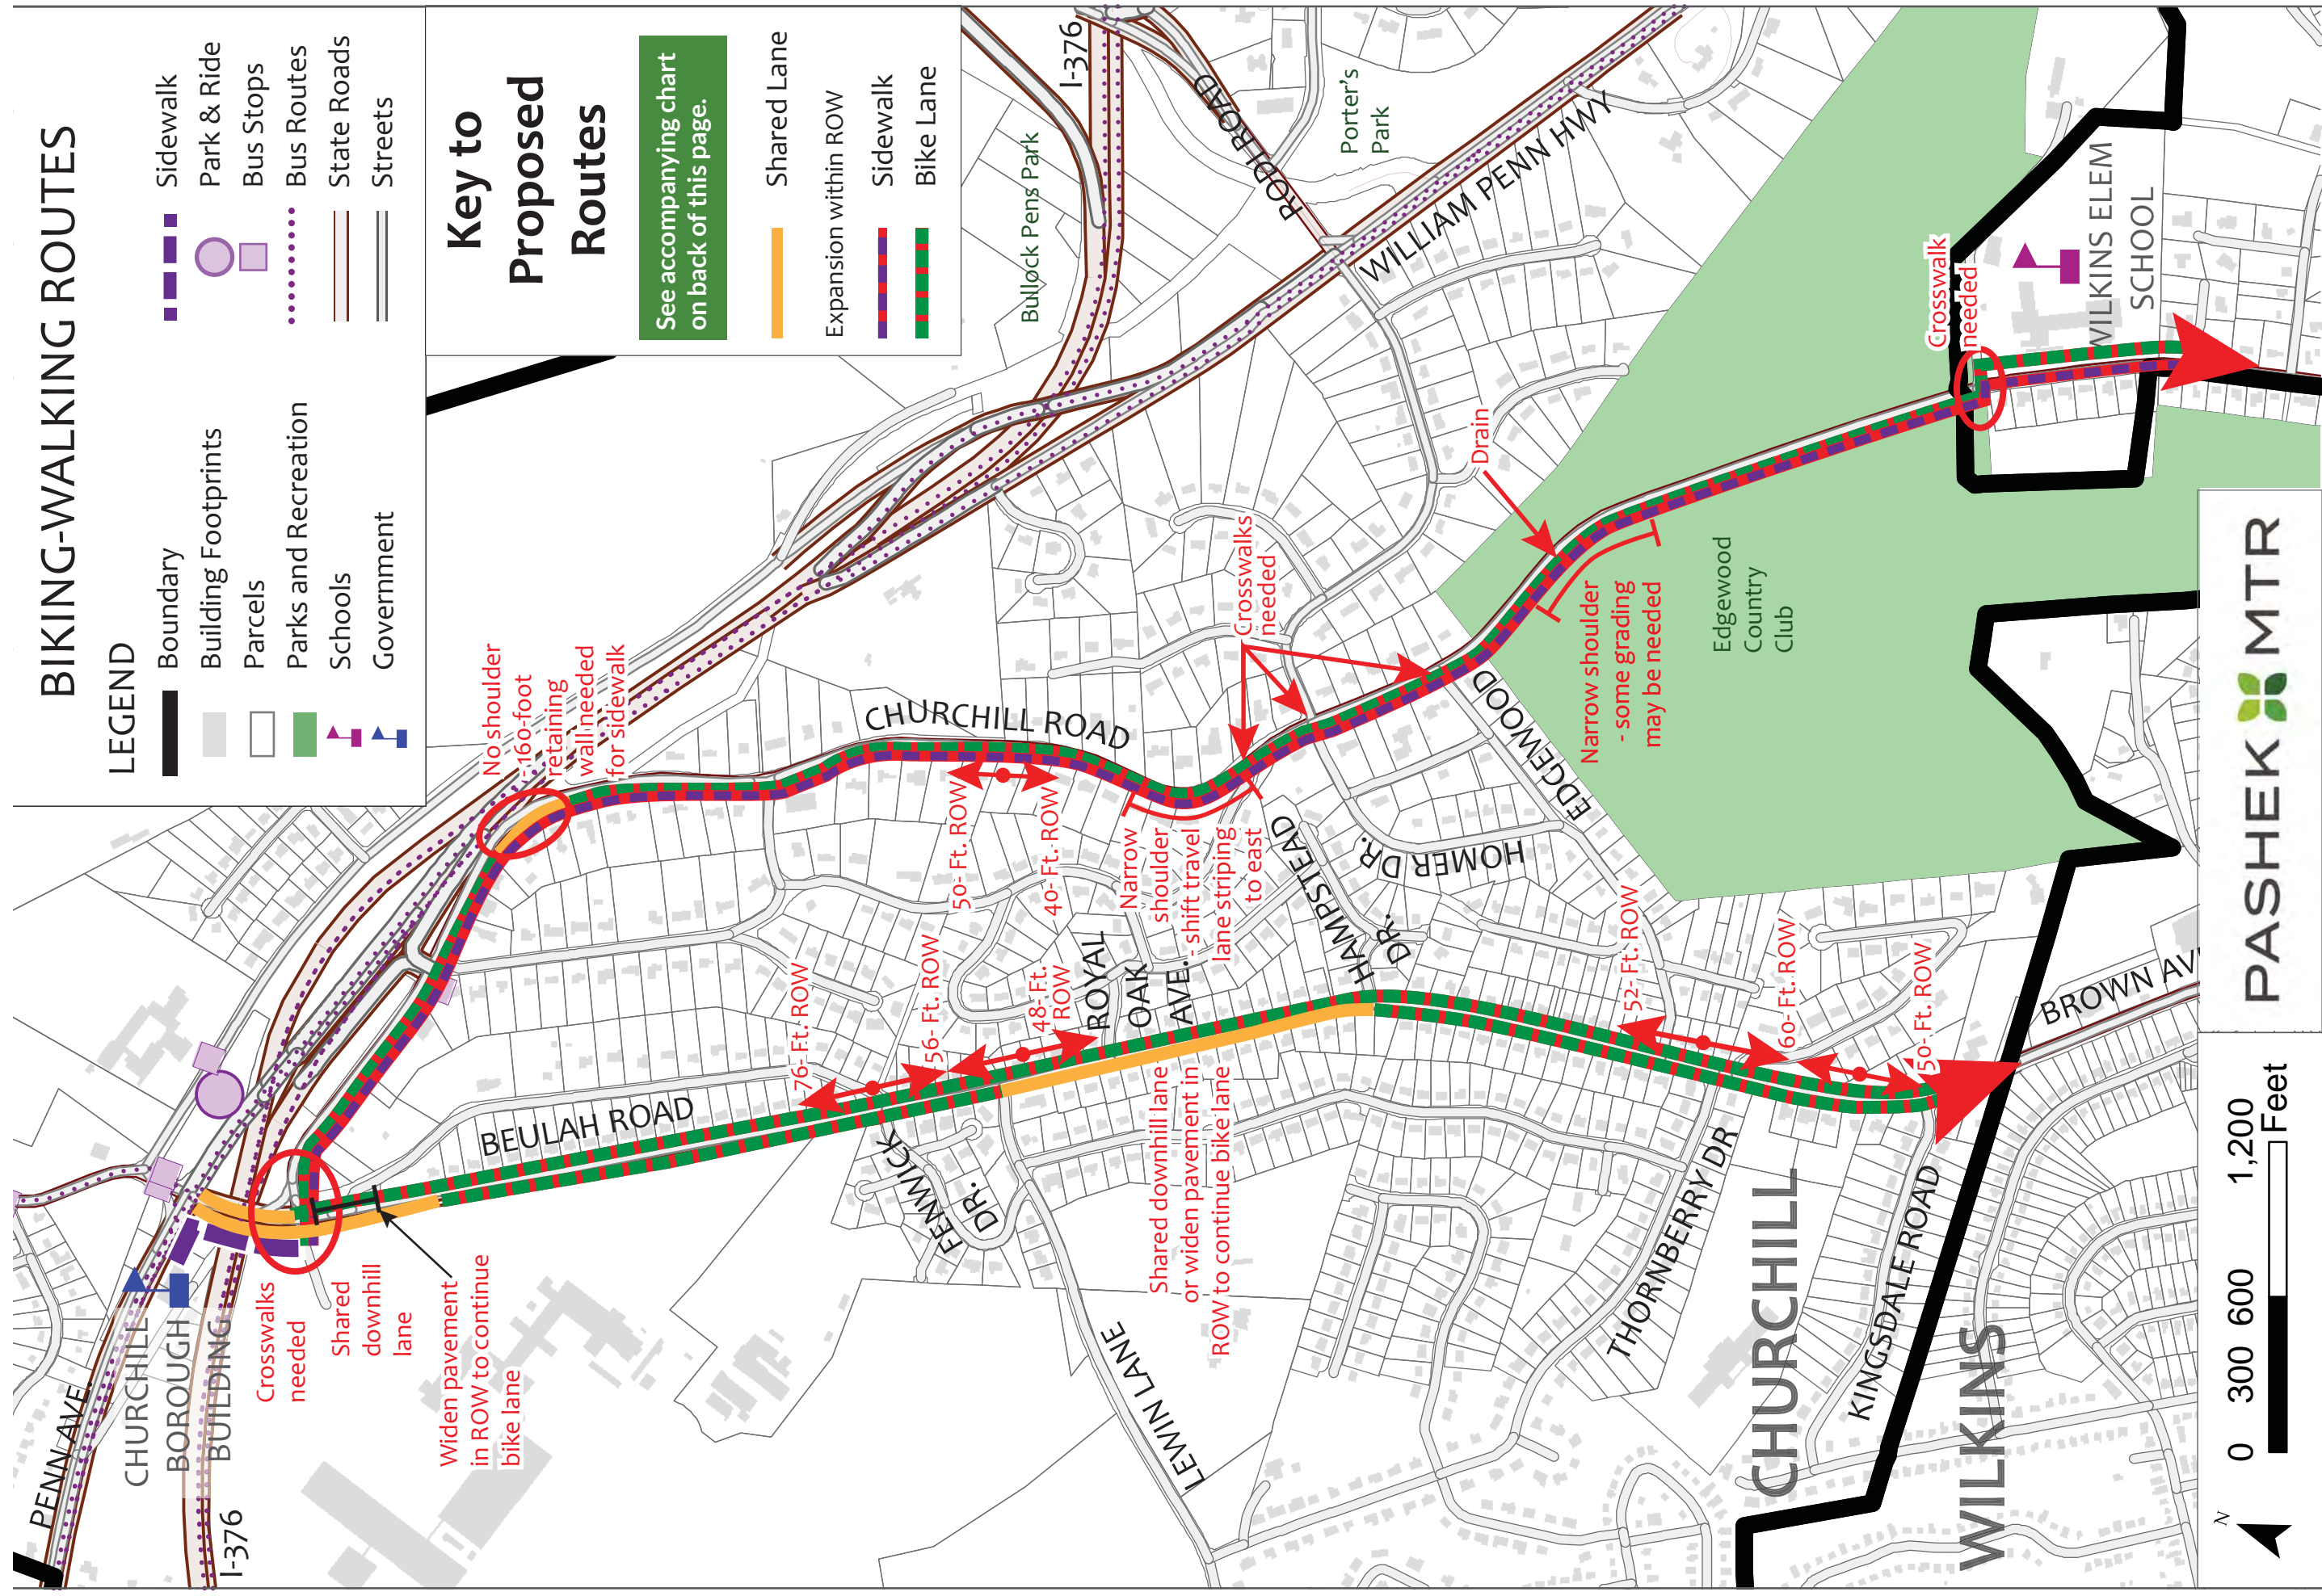 BIKING-WALKING ROUTES
LEGEND
Boundary
Building Footprints
Parcels
Parks and Recreation
Schools
Government
Sidewalk
Park & Ride
Bus Stops
Bus Routes
State Roads
Streets
Key to
Proposed
Routes
See accompanying chart
on back of this page.
Shared Lane
Expansion within ROW
Sidewalk
Bike Lane
I-376
RODI ROAD
Porter's
Park
Bullock Pens Park
WILLIAM PENN HWY
Crosswalk
needed
WILKINS ELEM
SCHOOL
Drain
Crosswalks
needed
Narrow shoulder
- some grading
may be needed
Edgewood
Country
Club
No shoulder
- 160-foot
retaining
wall needed
for sidewalk
CHURCHILL ROAD
EDGEWOOD
HOMER DR.
HAMPSTEAD
DR.
50- Ft. ROW
40- Ft. ROW
Narrow
shoulder
- shift travel
lane striping
to east
76- Ft. ROW
56- Ft. ROW
48- Ft.
ROW
ROYAL
OAK
AVE.
52- Ft. ROW
60- Ft. ROW
50- Ft. ROW
BROWN AV
BEULAH ROAD
FENWICK
DR.
Shared downhill lane
or widen pavement in
ROW to continue bike lane
THORNBERRY DR
KINGSDALE ROAD
LEWIN LANE
CHURCHILL
WILKINS
PENN AVE.
CHURCHILL
BOROUGH
BUILDING
I-376
Crosswalks
needed
Shared
downhill
lane
Widen pavement
in ROW to continue
bike lane
PASHEK MTR
0 300 600 1,200
Feet
N